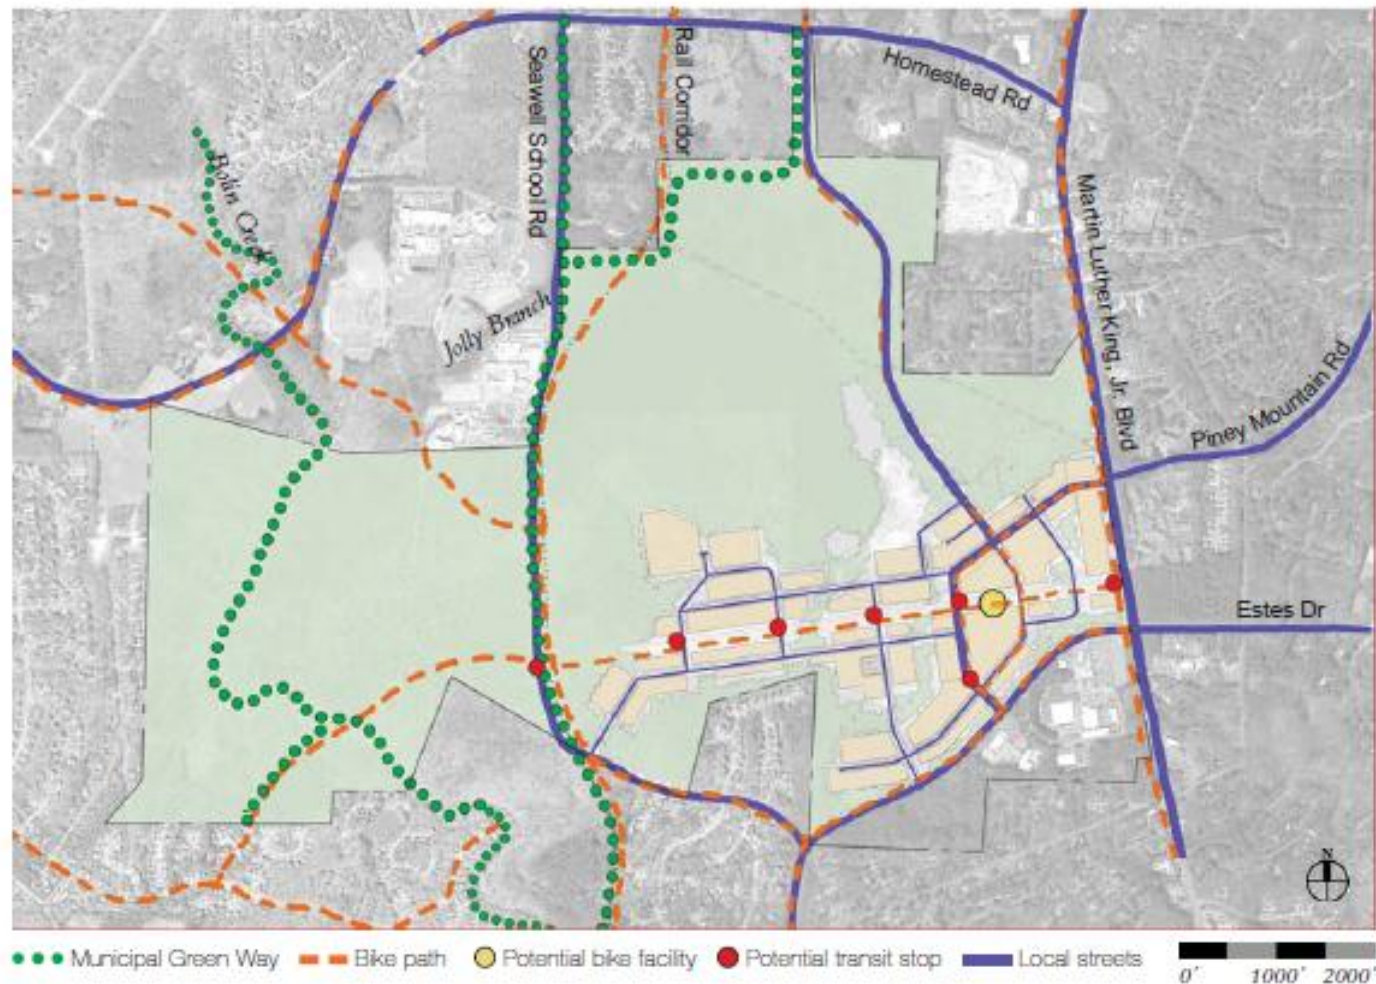 Homestead Rd
Seawell School Rd
Rail Corridor
Bolin Creek
Martin Luther King, Jr. Blvd
Jolly Branch
Piney Mountain Rd
Estes Dr
N
Municipal Green Way
Bike path
Potential bike facility
Potential transit stop
Local streets
0' 1000' 2000'